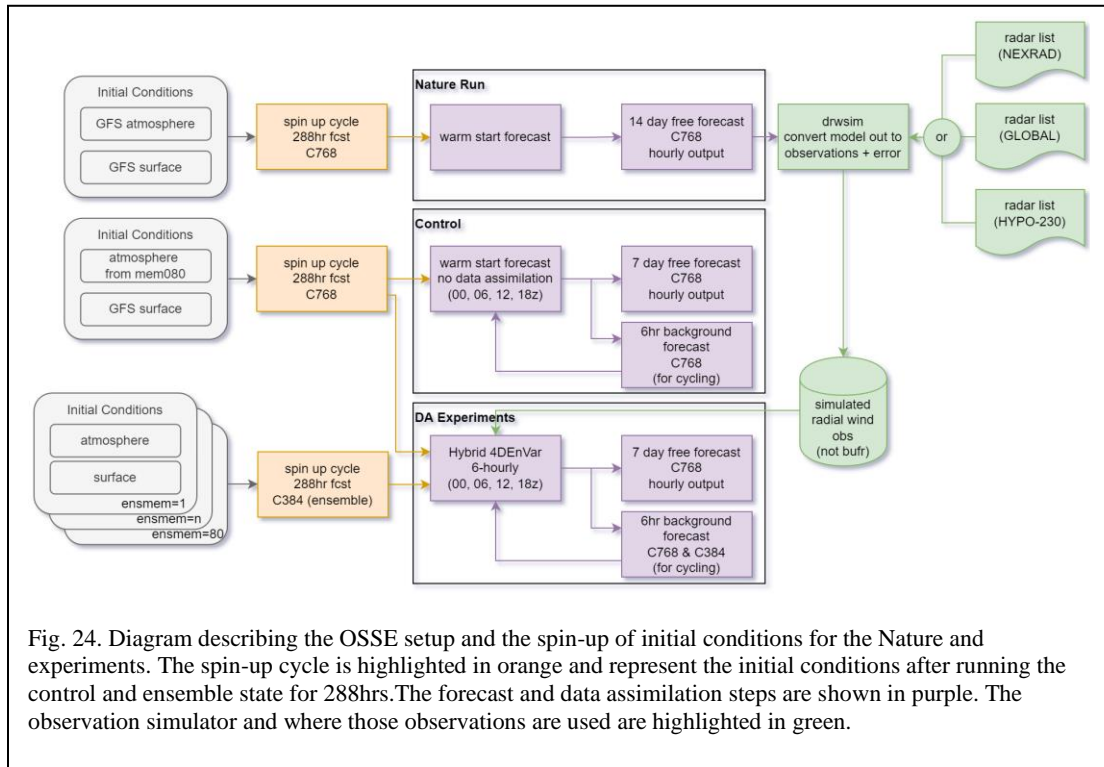 Initial Conditions
GFS atmosphere
GFS surface
spin up cycle
288hr fcst
C768
Nature Run
warm start forecast
14 day free forecast
C768
hourly output
drwsim
convert model out to
observations + error
or
radar list
(NEXRAD)
radar list
(GLOBAL)
radar list
(HYPO-230)
Initial Conditions
atmosphere
from mem080
GFS surface
spin up cycle
288hr fcst
C768
Control
warm start forecast
no data assimilation
(00, 06, 12, 18z)
7 day free forecast
C768
hourly output
6hr background
forecast
C768
(for cycling)
simulated
radial wind
obs
(not bufr)
Initial Conditions
atmosphere
surface
ensmem=1
ensmem=n
ensmem=80
spin up cycle
288hr fcst
C384 (ensemble)
DA Experiments
Hybrid 4DEnVar
6-hourly
(00, 06, 12, 18z)
7 day free forecast
C768
hourly output
6hr background
forecast
C768 & C384
(for cycling)
Fig. 24. Diagram describing the OSSE setup and the spin-up of initial conditions for the Nature and
experiments. The spin-up cycle is highlighted in orange and represent the initial conditions after running the
control and ensemble state for 288hrs.The forecast and data assimilation steps are shown in purple. The
observation simulator and where those observations are used are highlighted in green.